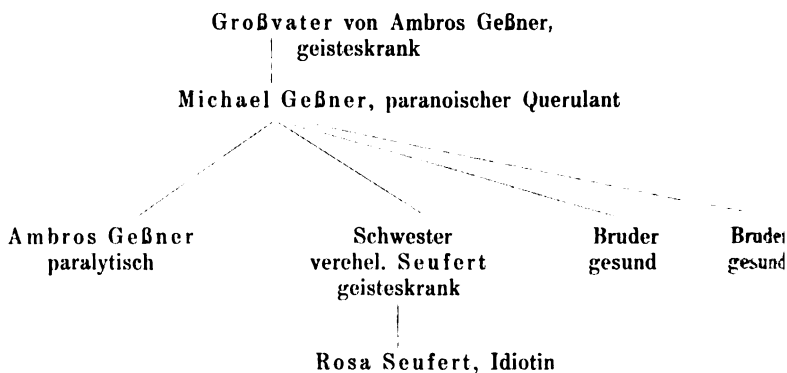 Großvater von Ambros Geßner,
geisteskrank
Michael Geßner, paranoischer Querulant
Ambros Geßner Schwester Bruder Bruder
paralytisch verehel. Seufert gesund gesund
geisteskrank
Rosa Seufert, Idiotin